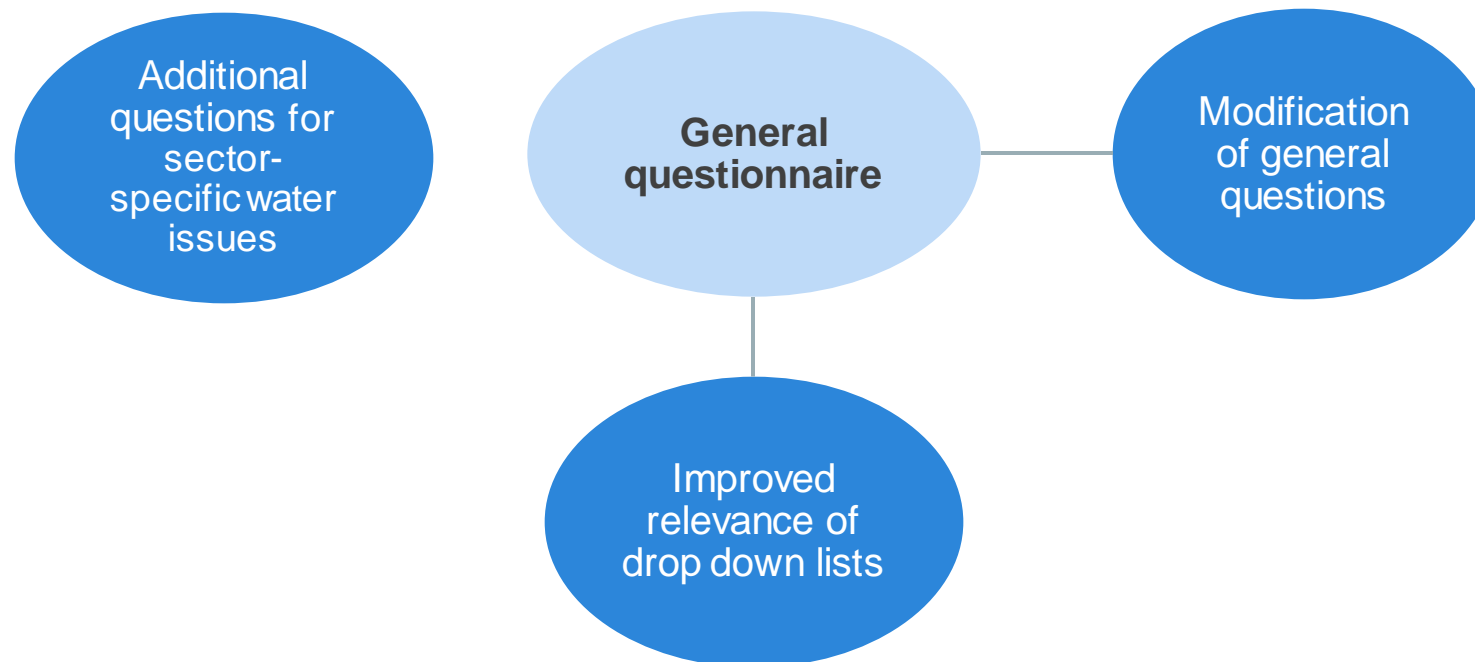 Additional
questions for
sector-
specific water
issues
General
questionnaire
Modification
of general
questions
Improved
relevance of
drop down lists